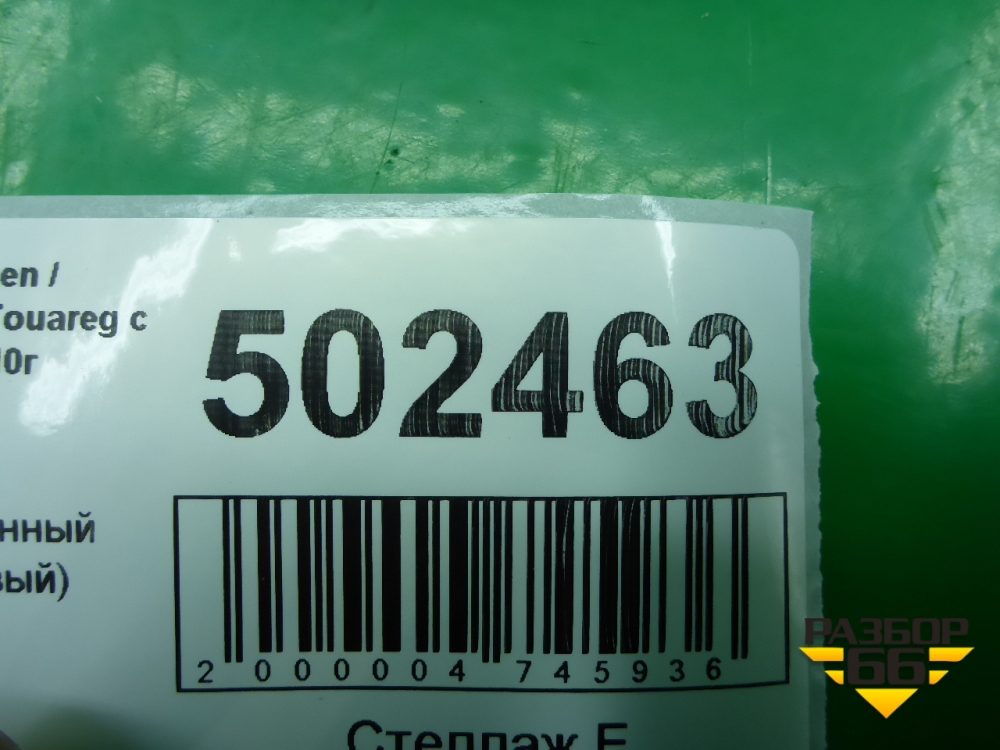 en /
Touareg с
0г
502463
нный
вый)
2 000004 745936
Стеллаж Е
РАЗБОР
66